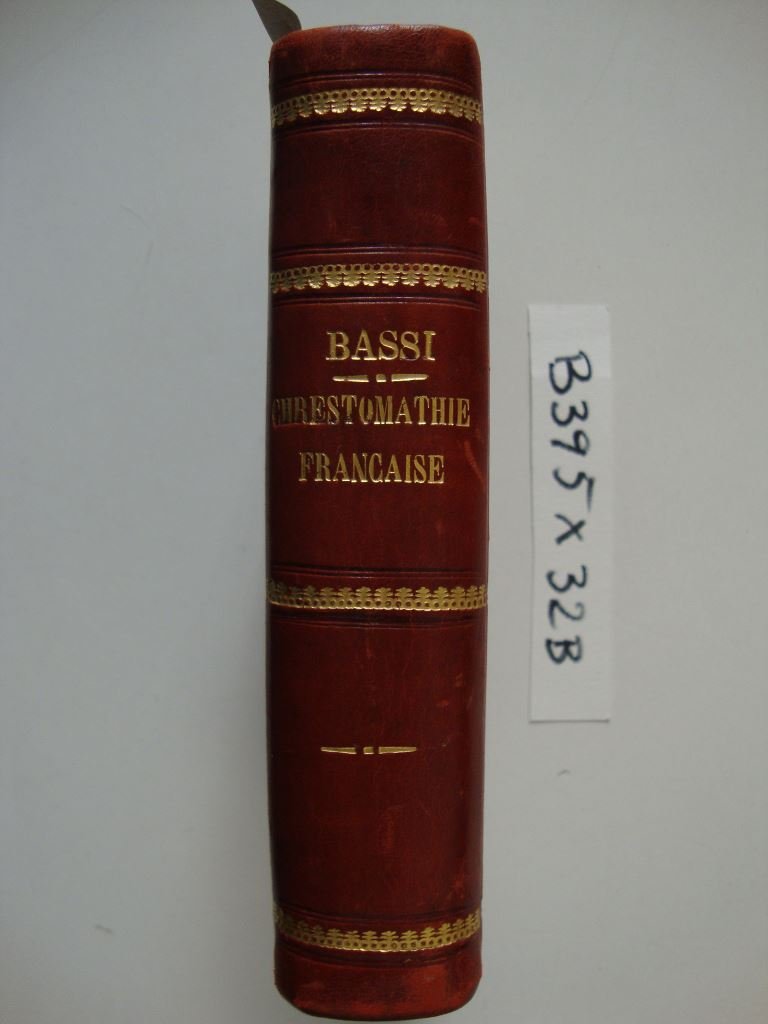 BASSI
CHRESTOMATHIE
FRANCAISE
B395X32B